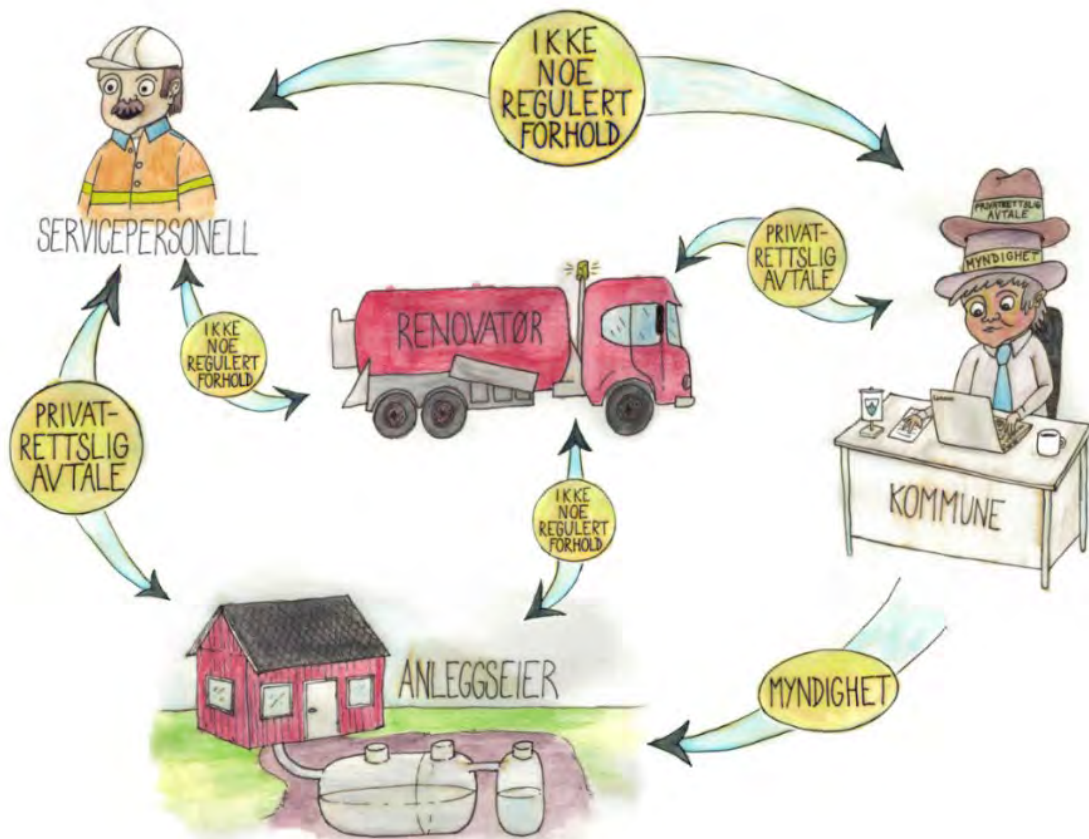 IKKE
NOE
REGULERT
FORHOLD
SERVICEPERSONELL
PRIVATRETTSLIG
AVTALE
MYNDIGHET
PRIVAT-
RETTSLIG
AVTALE
RENOVATØR
IKKE
NOE
REGULERT
FORHOLD
PRIVAT-
RETTSLIG
AVTALE
KOMMUNE
IKKE
NOE
REGULERT
FORHOLD
ANLEGGSEIER
MYNDIGHET